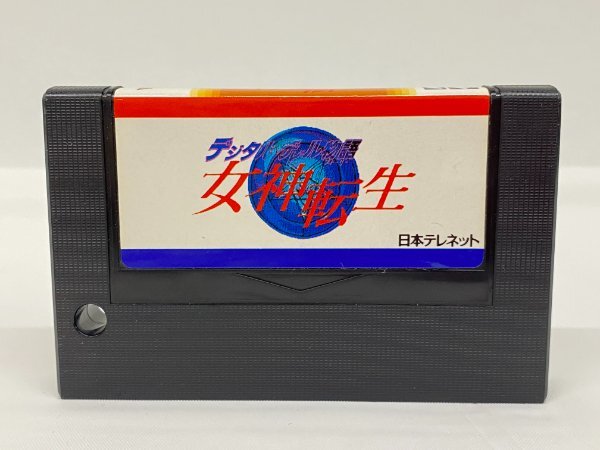 デジタル・デビル物語
女神転生
日本テレネット